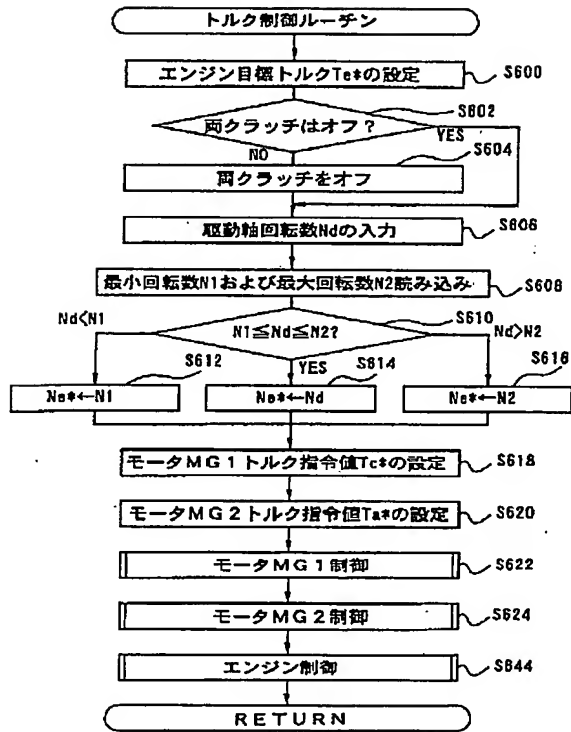 トルク制御ルーチン
エンジン目標トルクTe*の設定
S600
S602
両クラッチはオフ？
YES
NO
S604
両クラッチをオフ
駆動軸回転数Ndの入力
S606
最小回転数N1および最大回転数N2読み込み
S608
S610
Nd<N1
N1≦Nd≦N2?
Nd>N2
S612
YES
S614
S616
Ne*←N1
Ne*←Nd
Ne*←N2
モータMG1トルク指令値Tc*の設定
S618
モータMG2トルク指令値Ta*の設定
S620
モータMG1制御
S622
モータMG2制御
S624
エンジン制御
S644
RETURN